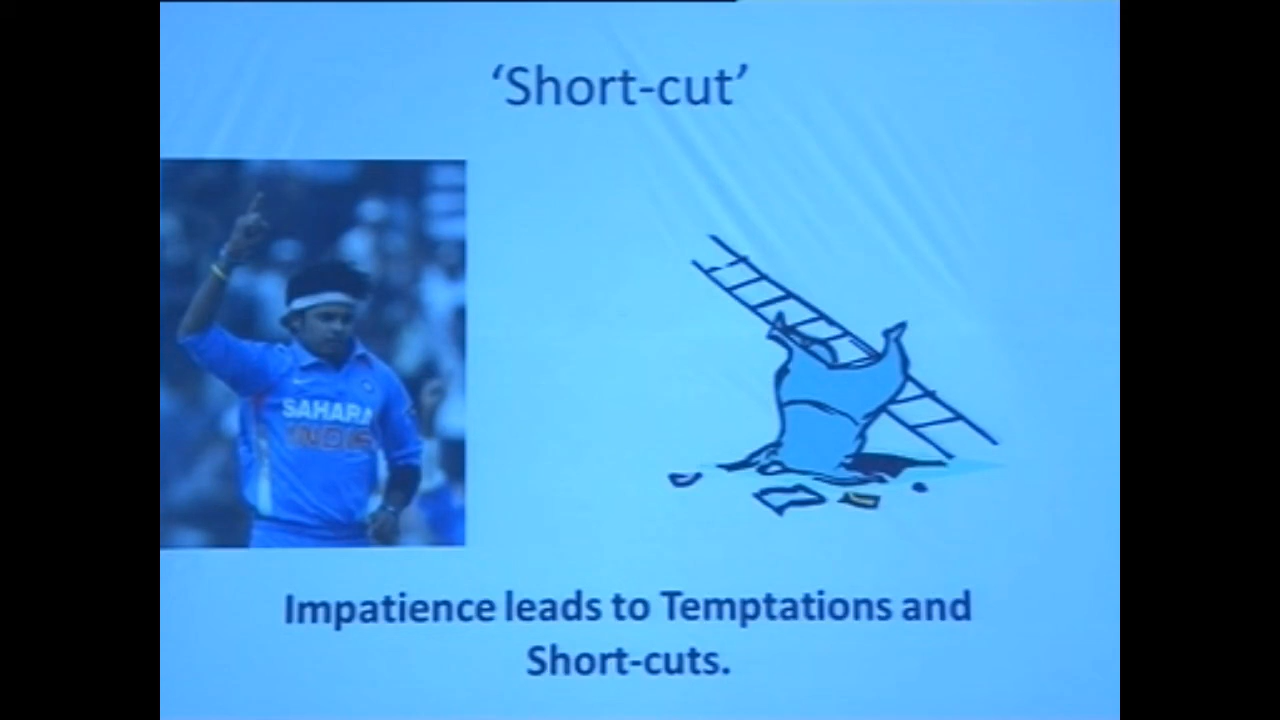 ‘Short-cut’
SAHARA
INDIA
Impatience leads to Temptations and
Short-cuts.